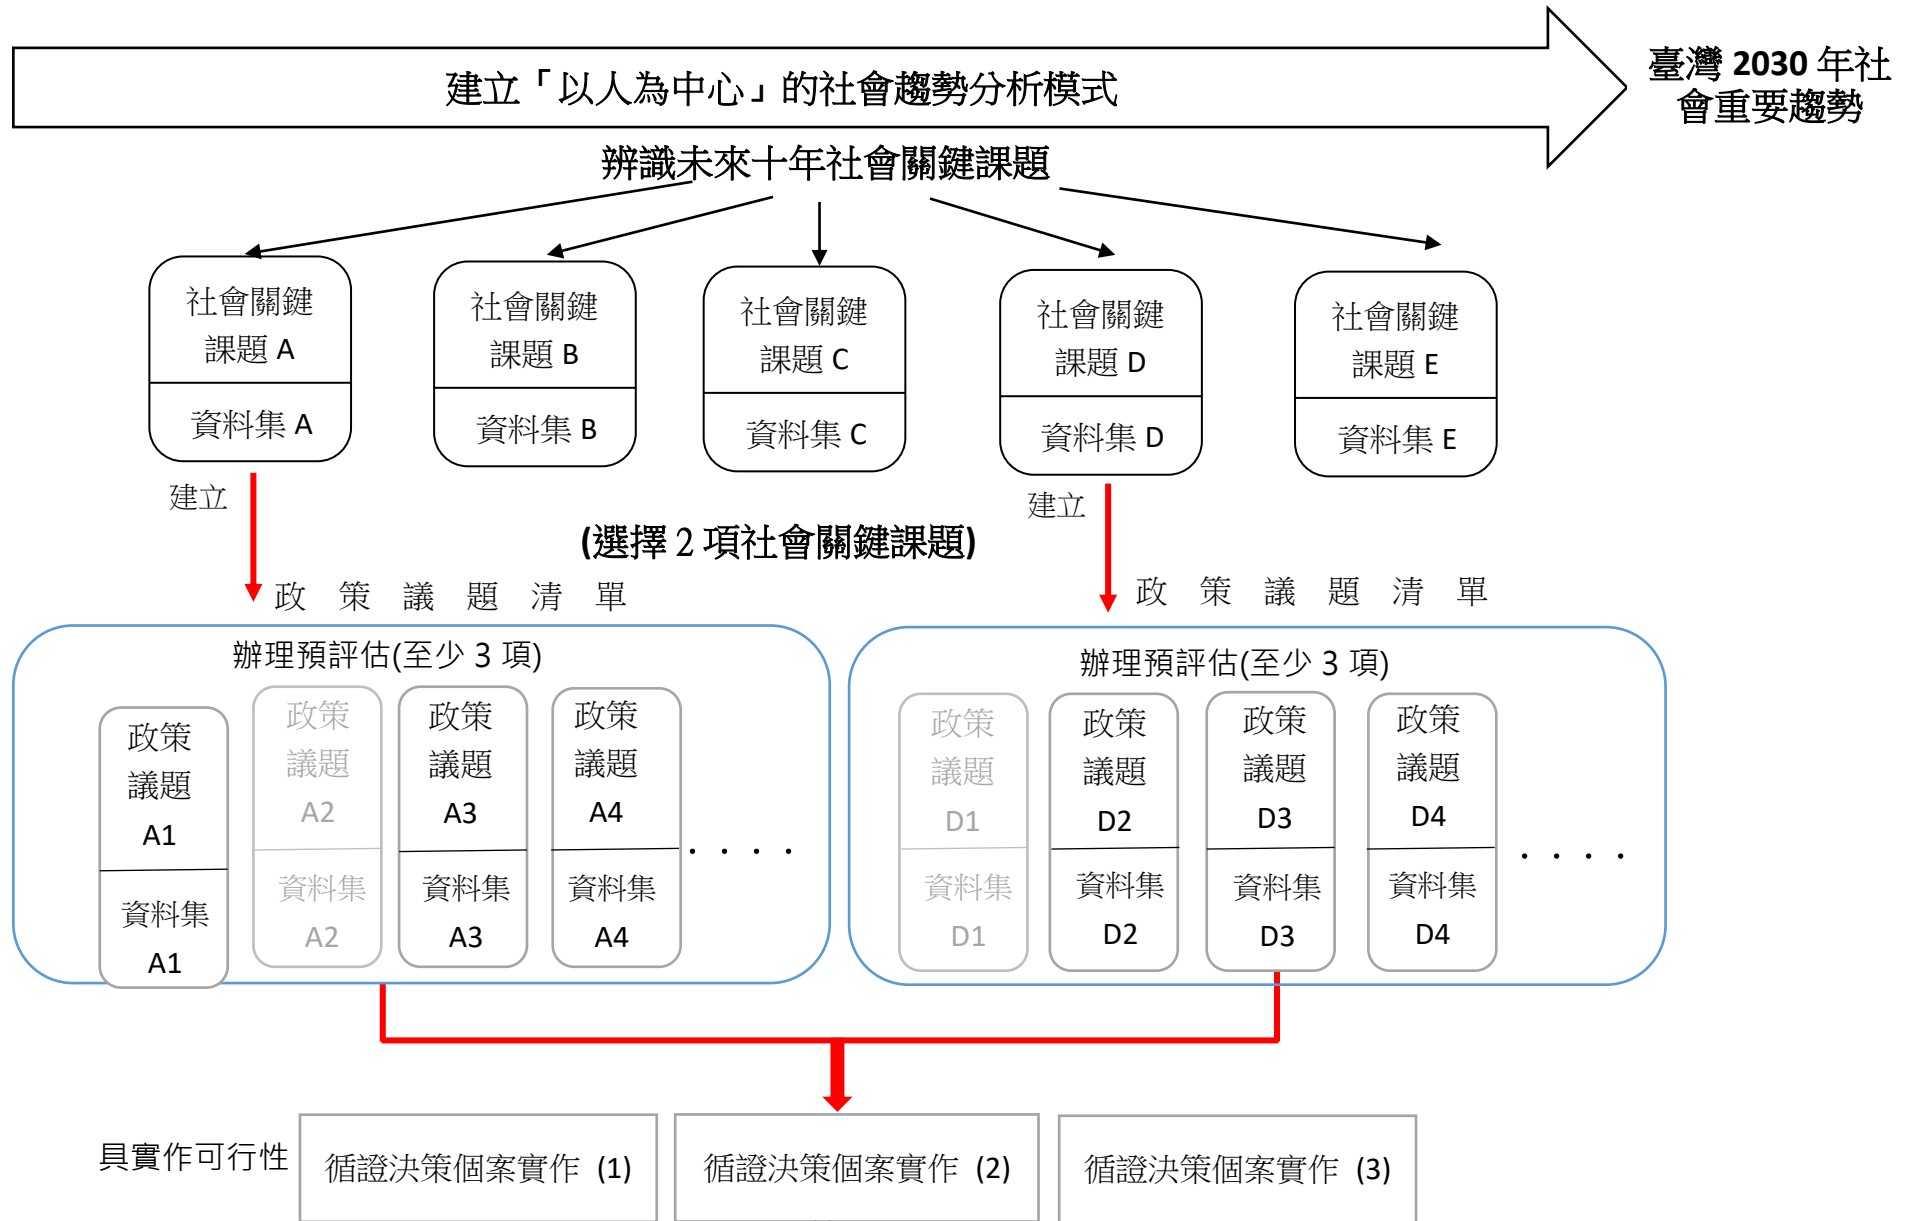 建立「以人為中心」的社會趨勢分析模式
臺灣 2030 年社
會重要趨勢
辨識未來十年社會關鍵課題
社會關鍵
課題 A
資料集 A
社會關鍵
課題 B
資料集 B
社會關鍵
課題 C
資料集 C
社會關鍵
課題 D
資料集 D
社會關鍵
課題 E
資料集 E
建立
建立
(選擇 2 項社會關鍵課題)
政 策 議 題 清 單
政 策 議 題 清 單
辦理預評估(至少 3 項)
政策
議題
A1
資料集
A1
政策
議題
A2
資料集
A2
政策
議題
A3
資料集
A3
政策
議題
A4
資料集
A4
. . . .
辦理預評估(至少 3 項)
政策
議題
D1
資料集
D1
政策
議題
D2
資料集
D2
政策
議題
D3
資料集
D3
政策
議題
D4
資料集
D4
. . . .
具實作可行性
循證決策個案實作 (1)
循證決策個案實作 (2)
循證決策個案實作 (3)